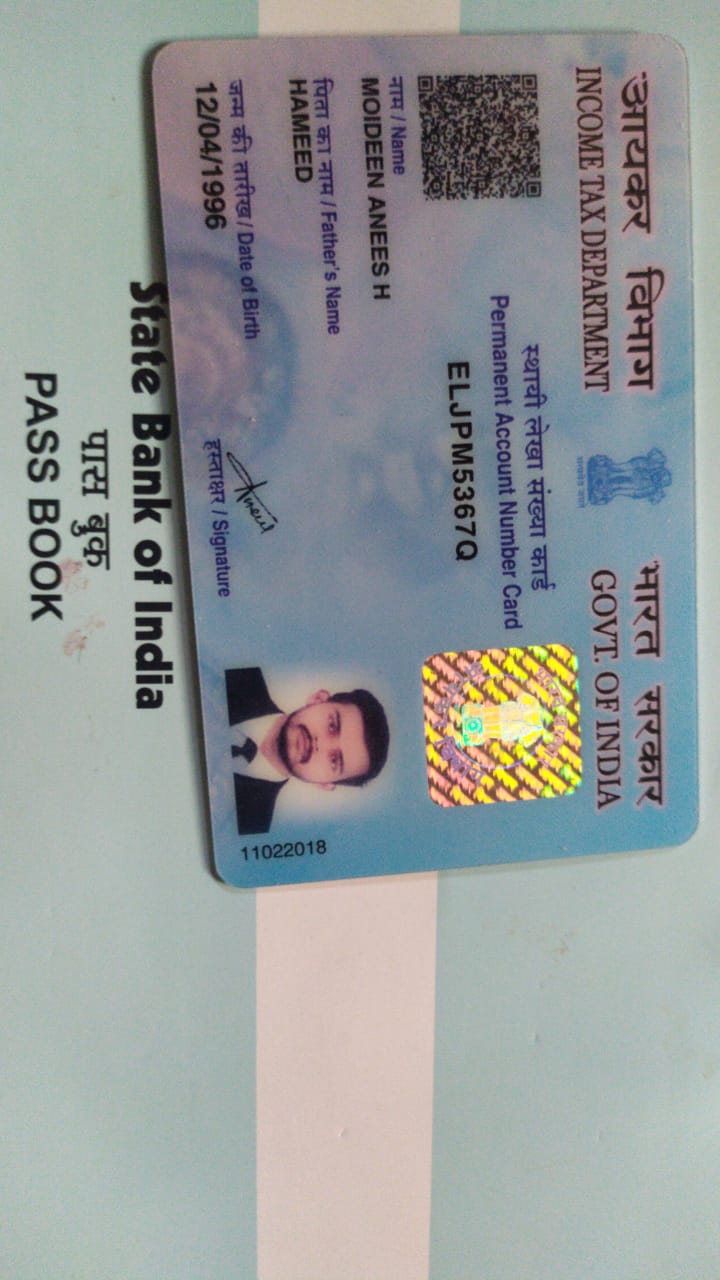 आयकर विभाग
INCOME TAX DEPARTMENT
भारत सरकार
GOVT. OF INDIA
सत्यमेव जयते
स्थायी लेखा संख्या कार्ड
Permanent Account Number Card
ELJPM5367Q
नाम / Name
MOIDEEN ANEES H
पिता का नाम / Father's Name
HAMEED
जन्म की तारीख / Date of Birth
12/04/1996
हस्ताक्षर / Signature
11022018
State Bank of India
पास बुक
PASS BOOK